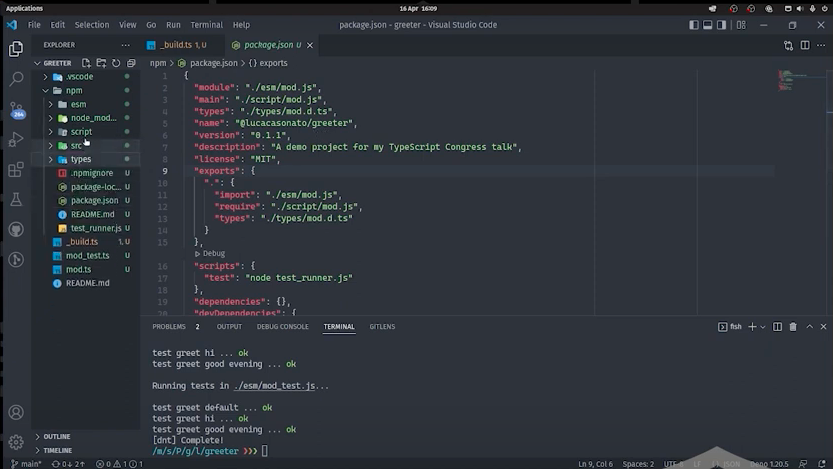 Applications
16 Apr 16:09
File Edit Selection View Go Run Terminal Help
package.json - greeter - Visual Studio Code
EXPLORER
_build.ts 1, U
package.json U
GREETER
npm > package.json > {} exports
.vscode
npm
esm
node_mod...
script
src
types
.npmignore U
package-loc... U
package.json U
README.md U
test_runner.js U
_build.ts 1, U
mod_test.ts U
mod.ts U
README.md
264
1 {
2 "module": "./esm/mod.js",
3 "main": "./script/mod.js",
4 "types": "./types/mod.d.ts",
5 "name": "@lucacasonato/greeter",
6 "version": "0.1.1",
7 "description": "A demo project for my TypeScript Congress talk",
8 "license": "MIT",
9 "exports": {
10 ".": {
11 "import": "./esm/mod.js",
12 "require": "./script/mod.js",
13 "types": "./types/mod.d.ts"
14 }
15 },
Debug
16 "scripts": {
17 "test": "node test_runner.js"
18 },
19 "dependencies": {},
20 "devDependencies": {
PROBLEMS 2 OUTPUT DEBUG CONSOLE TERMINAL GITLENS
fish
test greet hi ... ok
test greet good evening ... ok
Running tests in ./esm/mod_test.js...
test greet default ... ok
test greet hi ... ok
test greet good evening ... ok
[dnt] Complete!
/m/s/P/g/l/greeter >>>
OUTLINE
TIMELINE
main* 0↓ 2↑ 0 1 1
Ln 9, Col 6 Spaces: 2 JSON Deno 1.20.5